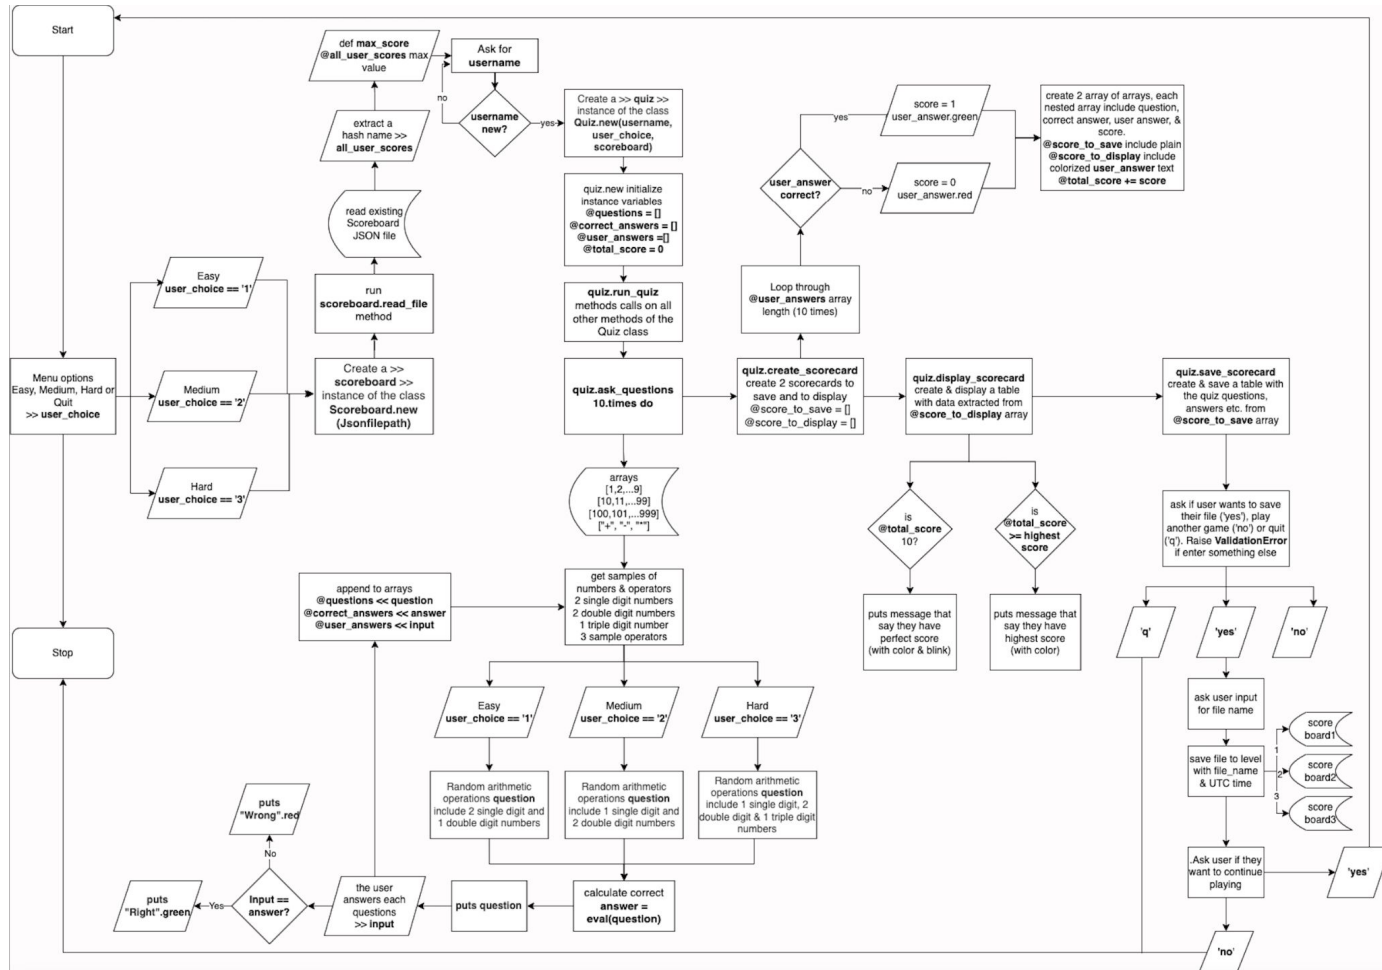 Start
def max_score
@all_user_scores max
value
Ask for
username
no
username
new?
yes
extract a
hash name >>
all_user_scores
Create a >> quiz >>
instance of the class
Quiz.new(username,
user_choice,
scoreboard)
yes
score = 1
user_answer.green
create 2 array of arrays, each
nested array include question,
correct answer, user answer, &
score.
@score_to_save include plain
@score_to_display include
colorized user_answer text
@total_score += score
user_answer
correct?
no
score = 0
user_answer.red
read existing
Scoreboard
JSON file
quiz.new initialize
instance variables
@questions = []
@correct_answers = []
@user_answers =[]
@total_score = 0
Easy
user_choice == '1'
run
scoreboard.read_file
method
quiz.run_quiz
methods calls on all
other methods of the
Quiz class
Loop through
@user_answers array
length (10 times)
Menu options
Easy, Medium, Hard or
Quit
>> user_choice
Medium
user_choice == '2'
Create a >>
scoreboard >>
instance of the class
Scoreboard.new
(Jsonfilepath)
quiz.ask_questions
10.times do
quiz.create_scorecard
create 2 scorecards to
save and to display
@score_to_save = []
@score_to_display = []
quiz.display_scorecard
create & display a table
with data extracted from
@score_to_display array
quiz.save_scorecard
create & save a table with
the quiz questions,
answers etc. from
@score_to_save array
Hard
user_choice == '3'
arrays
[1,2,...9]
[10,11,...99]
[100,101,...999]
["+", "-", "*"]
is
@total_score
10?
is
@total_score
>= highest
score
ask if user wants to save
their file ('yes'), play
another game ('no') or quit
('q'). Raise ValidationError
if enter something else
append to arrays
@questions << question
@correct_answers << answer
@user_answers << input
get samples of
numbers & operators
2 single digit numbers
2 double digit numbers
1 triple digit number
3 sample operators
puts message that
say they have
perfect score
(with color & blink)
puts message that
say they have
highest score
(with color)
'q'
'yes'
'no'
Stop
Easy
user_choice == '1'
Medium
user_choice == '2'
Hard
user_choice == '3'
ask user input
for file name
score
board1
1
save file to level
with file_name
& UTC time
2
score
board2
3
score
board3
Random arithmetic
operations question
include 2 single digit and
1 double digit numbers
Random arithmetic
operations question
include 1 single digit and
2 double digit numbers
Random arithmetic
operations question
include 1 single digit, 2
double digit & 1 triple digit
numbers
puts
"Wrong".red
No
.Ask user if they
want to continue
playing
'yes'
puts
"Right".green
Yes
Input ==
answer?
the user
answers each
questions
>> input
puts question
calculate correct
answer =
eval(question)
'no'